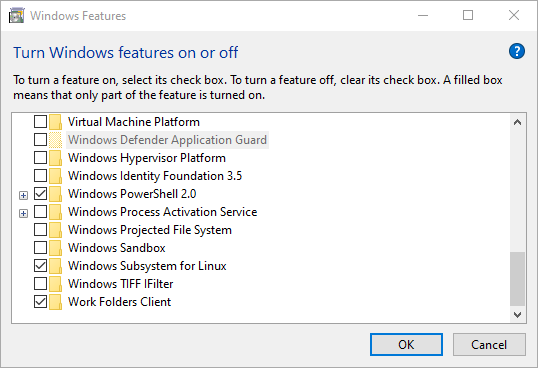 Windows Features
Turn Windows features on or off
?
To turn a feature on, select its check box. To turn a feature off, clear its check box. A filled box
means that only part of the feature is turned on.
Virtual Machine Platform
Windows Defender Application Guard
Windows Hypervisor Platform
Windows Identity Foundation 3.5
Windows PowerShell 2.0
Windows Process Activation Service
Windows Projected File System
Windows Sandbox
Windows Subsystem for Linux
Windows TIFF IFilter
Work Folders Client
OK Cancel